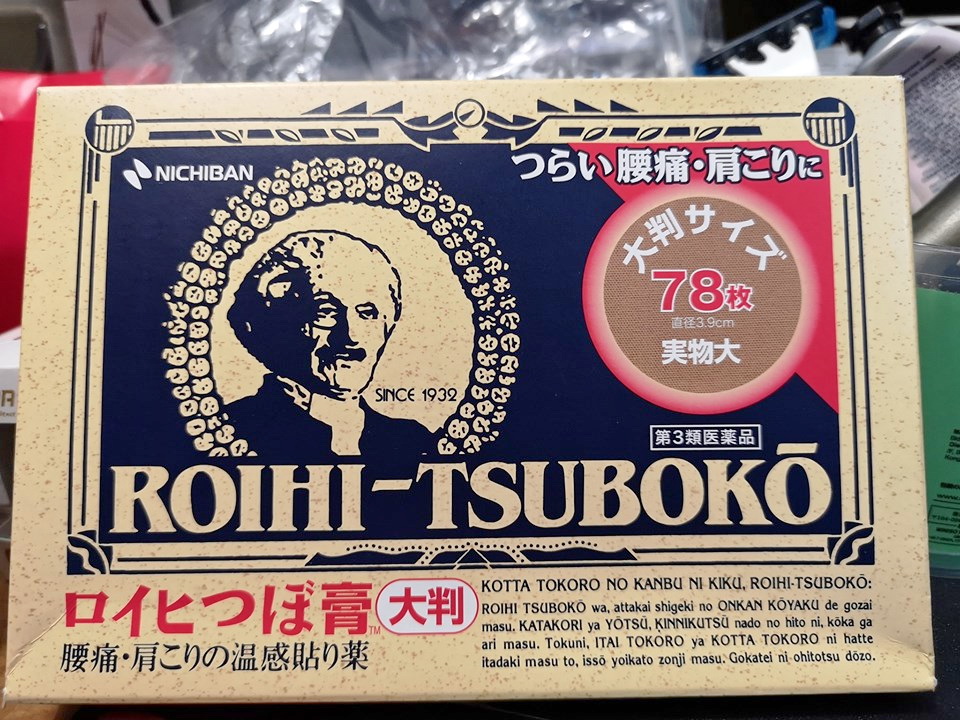 NICHIBAN
つらい腰痛・肩こりに
大判サイズ
78枚
直径3.9cm
実物大
SINCE 1932
第3類医薬品
ROIHI-TSUBOKŌ
ロイヒつぼ膏™
大判
腰痛・肩こりの温感貼り薬
KOTTA TOKORO NO KANBU NI KIKU, ROIHI-TSUBOKŌ:
ROIHI TSUBOKŌ wa, attakai shigeki no ONKAN KŌYAKU de gozai
masu. KATAKORI ya YŌTSŪ, KINNIKUTSŪ nado no hito ni, kōka ga
ari masu. Tokuni, ITAI TOKORO ya KOTTA TOKORO ni hatte
itadaki masu to, issō yoikato zonji masu. Gokatei ni ohitotsu dōzo.